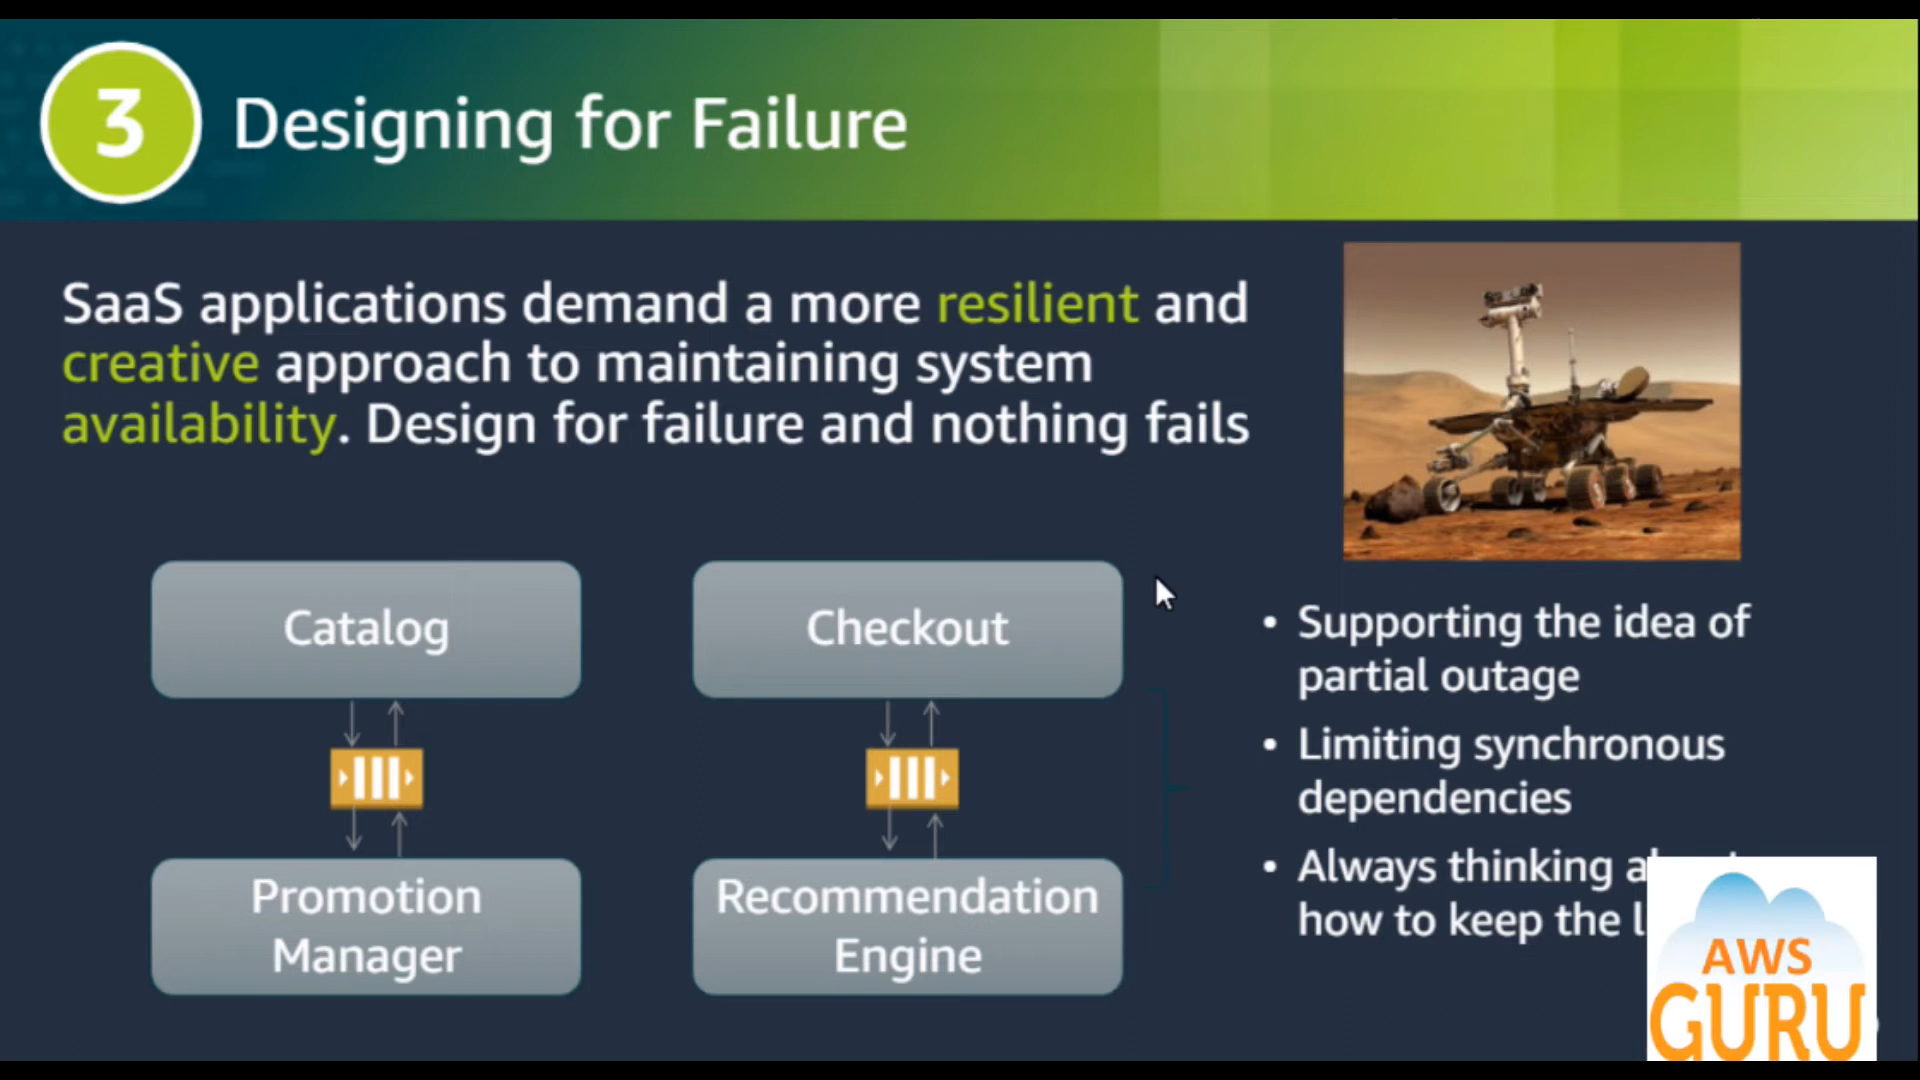 3
Designing for Failure
SaaS applications demand a more resilient and
creative approach to maintaining system
availability. Design for failure and nothing fails
Catalog
Checkout
Promotion
Manager
Recommendation
Engine
• Supporting the idea of
partial outage
• Limiting synchronous
dependencies
• Always thinking
how to keep the
AWS
GURU